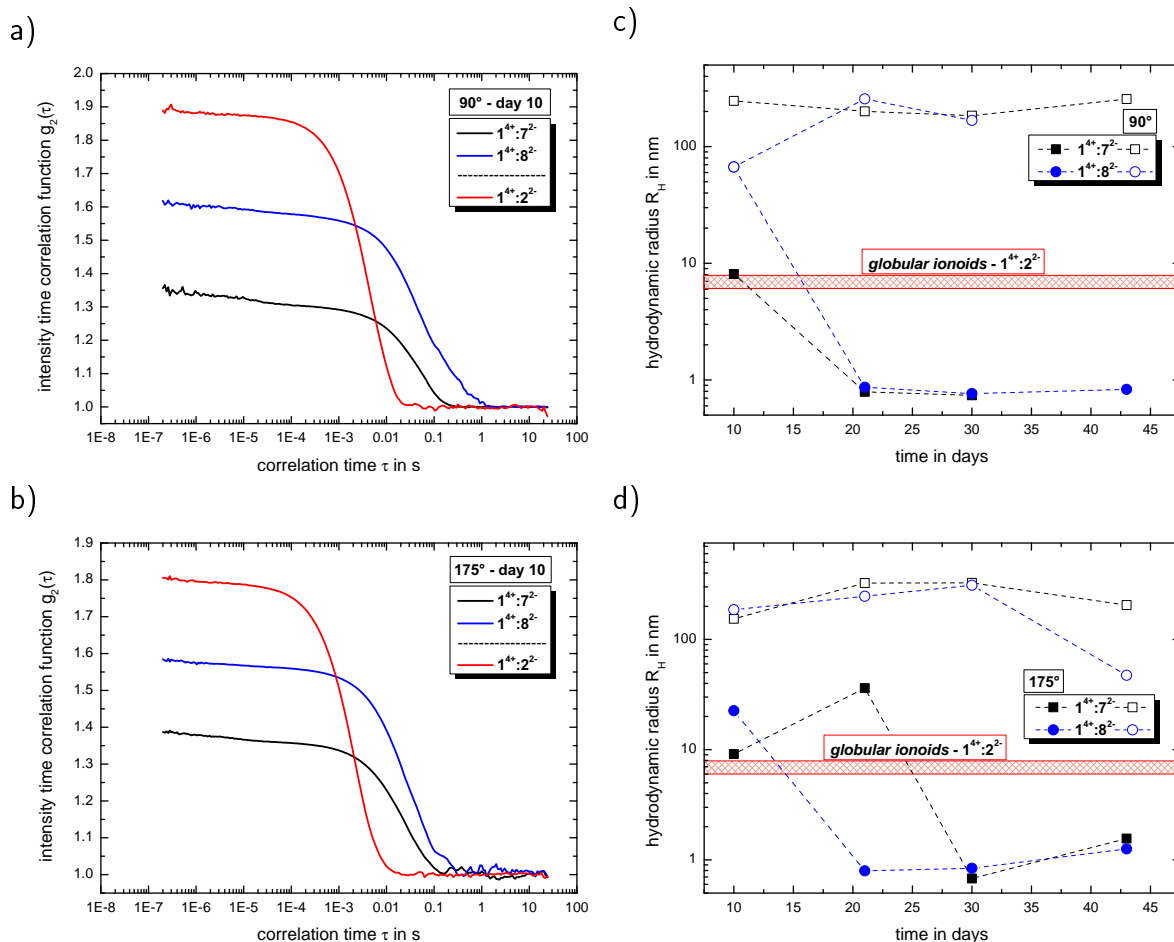 a)
2.0
1.9
1.8
1.7
1.6
1.5
1.4
1.3
1.2
1.1
1.0
intensity time correlation function g₂(τ)
90° - day 10
1⁴⁺:7²⁻
1⁴⁺:8²⁻
1⁴⁺:2²⁻
1E-8 1E-7 1E-6 1E-5 1E-4 1E-3 0.01 0.1 1 10 100
correlation time τ in s
b)
1.9
1.8
1.7
1.6
1.5
1.4
1.3
1.2
1.1
1.0
intensity time correlation function g₂(τ)
175° - day 10
1⁴⁺:7²⁻
1⁴⁺:8²⁻
1⁴⁺:2²⁻
1E-8 1E-7 1E-6 1E-5 1E-4 1E-3 0.01 0.1 1 10 100
correlation time τ in s
c)
100
10
1
hydrodynamic radius R_H in nm
90°
1⁴⁺:7²⁻
1⁴⁺:8²⁻
globular ionoids - 1⁴⁺:2²⁻
10 15 20 25 30 35 40 45
time in days
d)
100
10
1
hydrodynamic radius R_H in nm
175°
1⁴⁺:7²⁻
1⁴⁺:8²⁻
globular ionoids - 1⁴⁺:2²⁻
10 15 20 25 30 35 40 45
time in days